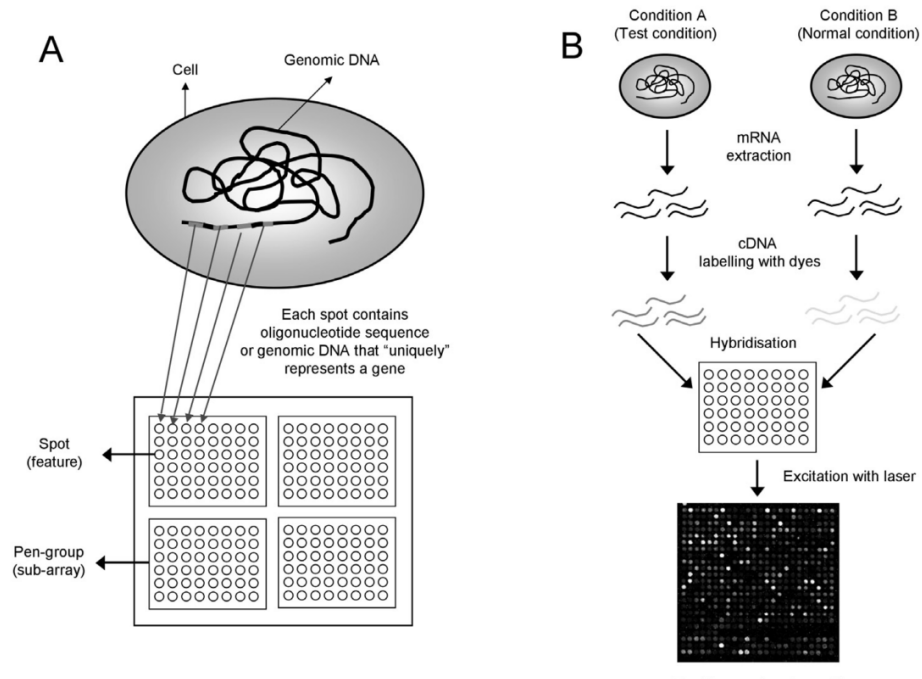 A
Cell
Genomic DNA
Each spot contains
oligonucleotide sequence
or genomic DNA that “uniquely”
represents a gene
Spot
(feature)
Pen-group
(sub-array)
B
Condition A
(Test condition)
Condition B
(Normal condition)
mRNA
extraction
cDNA
labelling with dyes
Hybridisation
Excitation with laser